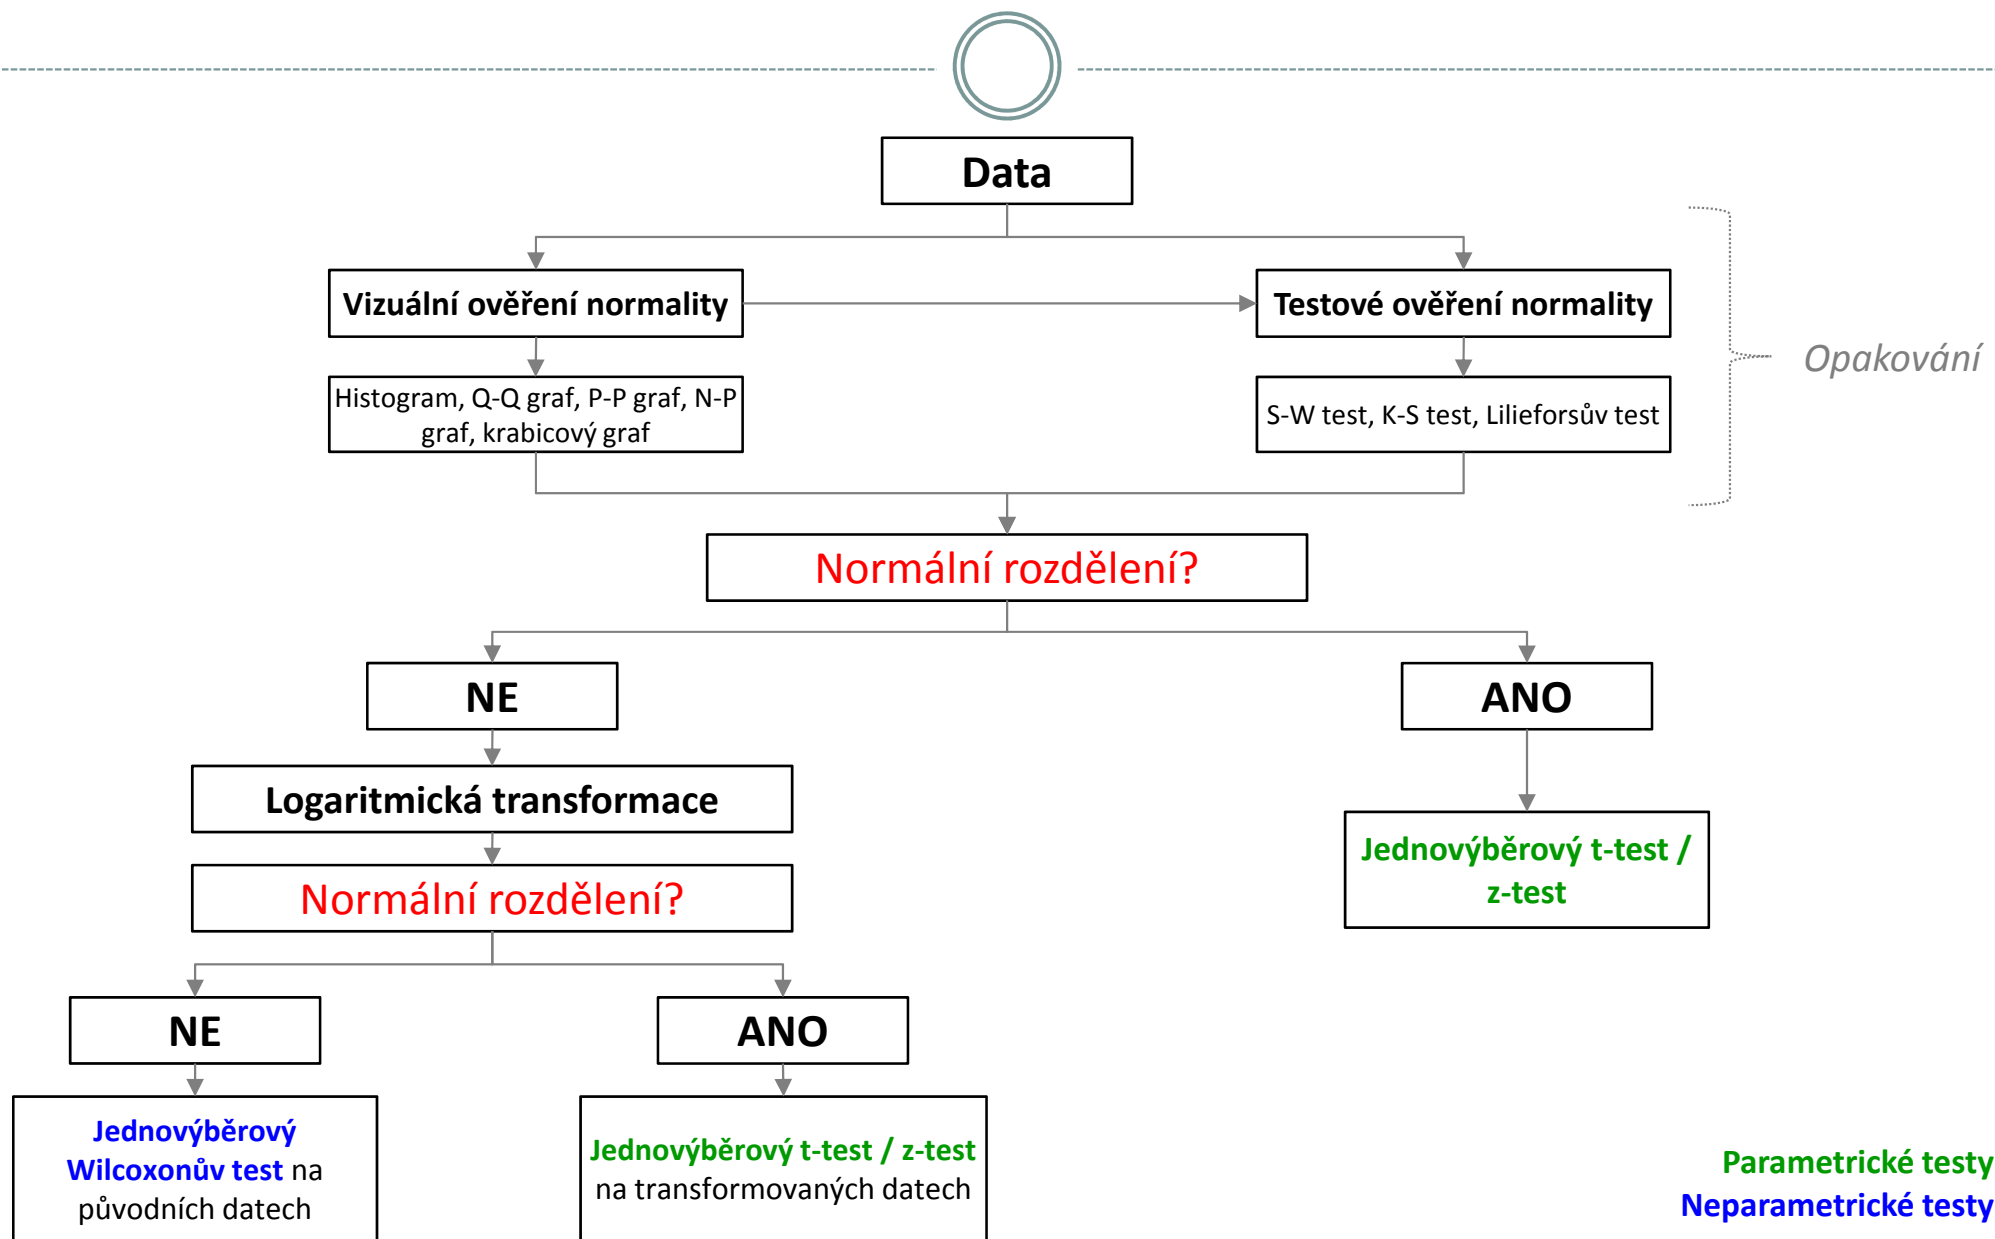 Data
Vizuální ověření normality
Testové ověření normality
Histogram, Q-Q graf, P-P graf, N-P
graf, krabicový graf
S-W test, K-S test, Lilieforsův test
Opakování
Normální rozdělení?
NE
ANO
Logaritmická transformace
Jednovýběrový t-test /
z-test
Normální rozdělení?
NE
ANO
Jednovýběrový
Wilcoxonův test na
původních datech
Jednovýběrový t-test / z-test
na transformovaných datech
Parametrické testy
Neparametrické testy